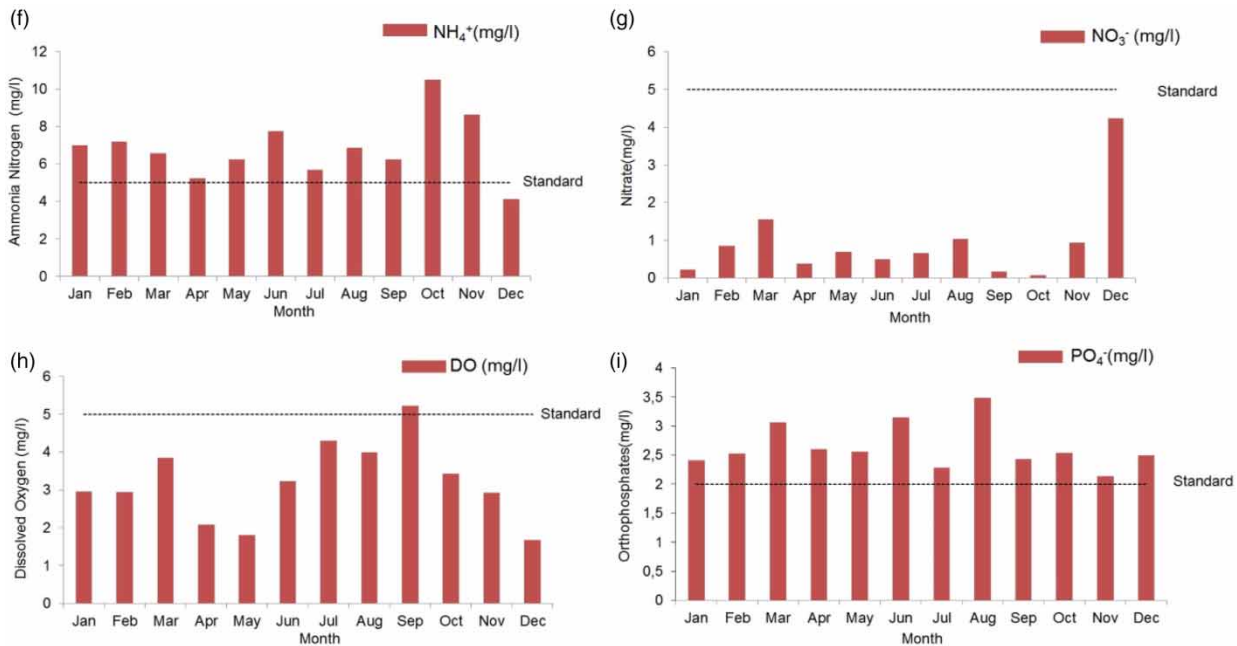 (f)
NH₄⁺(mg/l)
Ammonia Nitrogen (mg/l)
12
10
8
6
4
2
0
Standard
Jan Feb Mar Apr May Jun Jul Aug Sep Oct Nov Dec
Month
(g)
NO₃⁻ (mg/l)
Nitrate(mg/l)
6
5
4
3
2
1
0
Standard
Jan Feb Mar Apr May Jun Jul Aug Sep Oct Nov Dec
Month
(h)
DO (mg/l)
Dissolved Oxygen (mg/l)
6
5
4
3
2
1
0
Standard
Jan Feb Mar Apr May Jun Jul Aug Sep Oct Nov Dec
Month
(i)
PO₄⁻(mg/l)
Orthophosphates(mg/l)
4
3,5
3
2,5
2
1,5
1
0,5
0
Standard
Jan Feb Mar Apr May Jun Jul Aug Sep Oct Nov Dec
Month